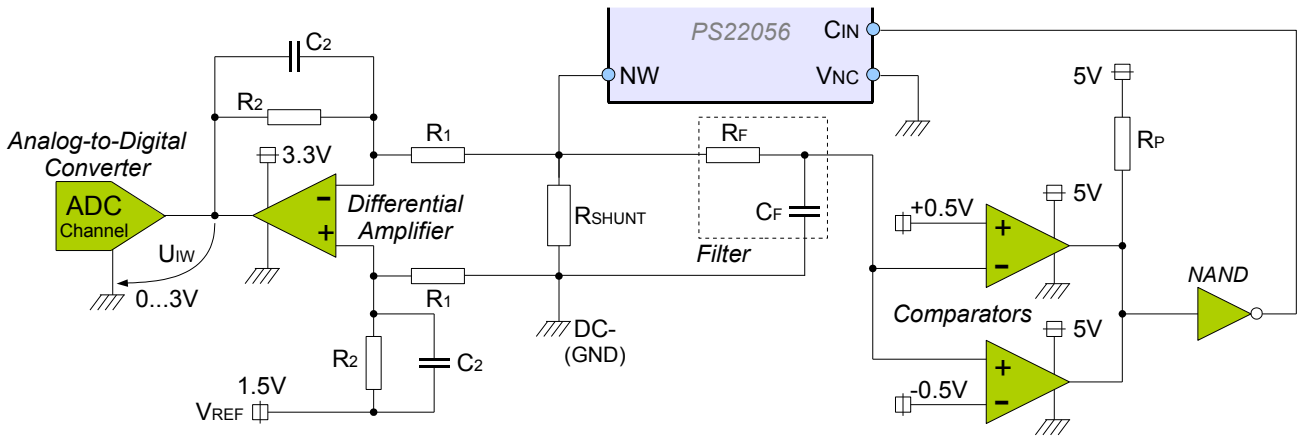 PS22056
CIN
C2
NW
VNC
5V
R2
R1
RF
RP
Analog-to-Digital
Converter
3.3V
ADC
Channel
-
+
Differential
Amplifier
RSHUNT
CF
Filter
+0.5V
5V
+
-
UIW
0...3V
R1
NAND
Comparators
DC-
(GND)
5V
R2
C2
+
-
-0.5V
1.5V
VREF